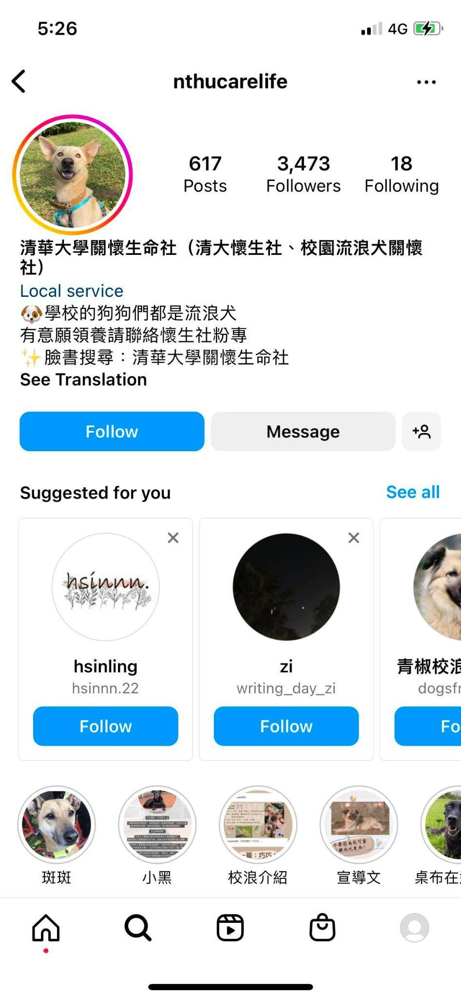 5:26
4G
nthucarelife
617
Posts
3,473
Followers
18
Following
清華大學關懷生命社（清大懷生社、校園流浪犬關懷
社）
Local service
🐶學校的狗狗們都是流浪犬
有意願領養請聯絡懷生社粉專
✨臉書搜尋：清華大學關懷生命社
See Translation
Follow
Message
Suggested for you
See all
hsinnn.
hsinling
hsinnn.22
Follow
zi
writing_day_zi
Follow
青椒校浪
dogsfr
Fo
斑斑
小黑
校浪介紹
宣導文
桌布在